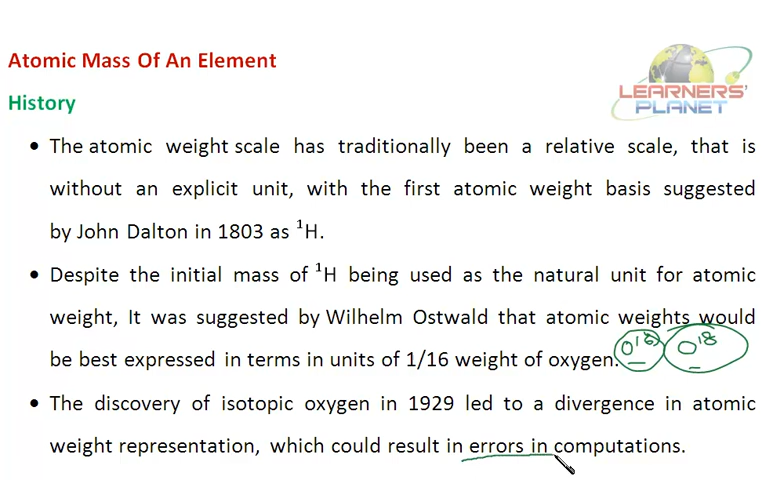 Atomic Mass Of An Element
LEARNERS'
PLANET
History
• The atomic weight scale has traditionally been a relative scale, that is
without an explicit unit, with the first atomic weight basis suggested
by John Dalton in 1803 as ¹H.
• Despite the initial mass of ¹H being used as the natural unit for atomic
weight, It was suggested by Wilhelm Ostwald that atomic weights would
be best expressed in terms in units of 1/16 weight of oxygen. O¹⁶ O¹⁸
• The discovery of isotopic oxygen in 1929 led to a divergence in atomic
weight representation, which could result in errors in computations.